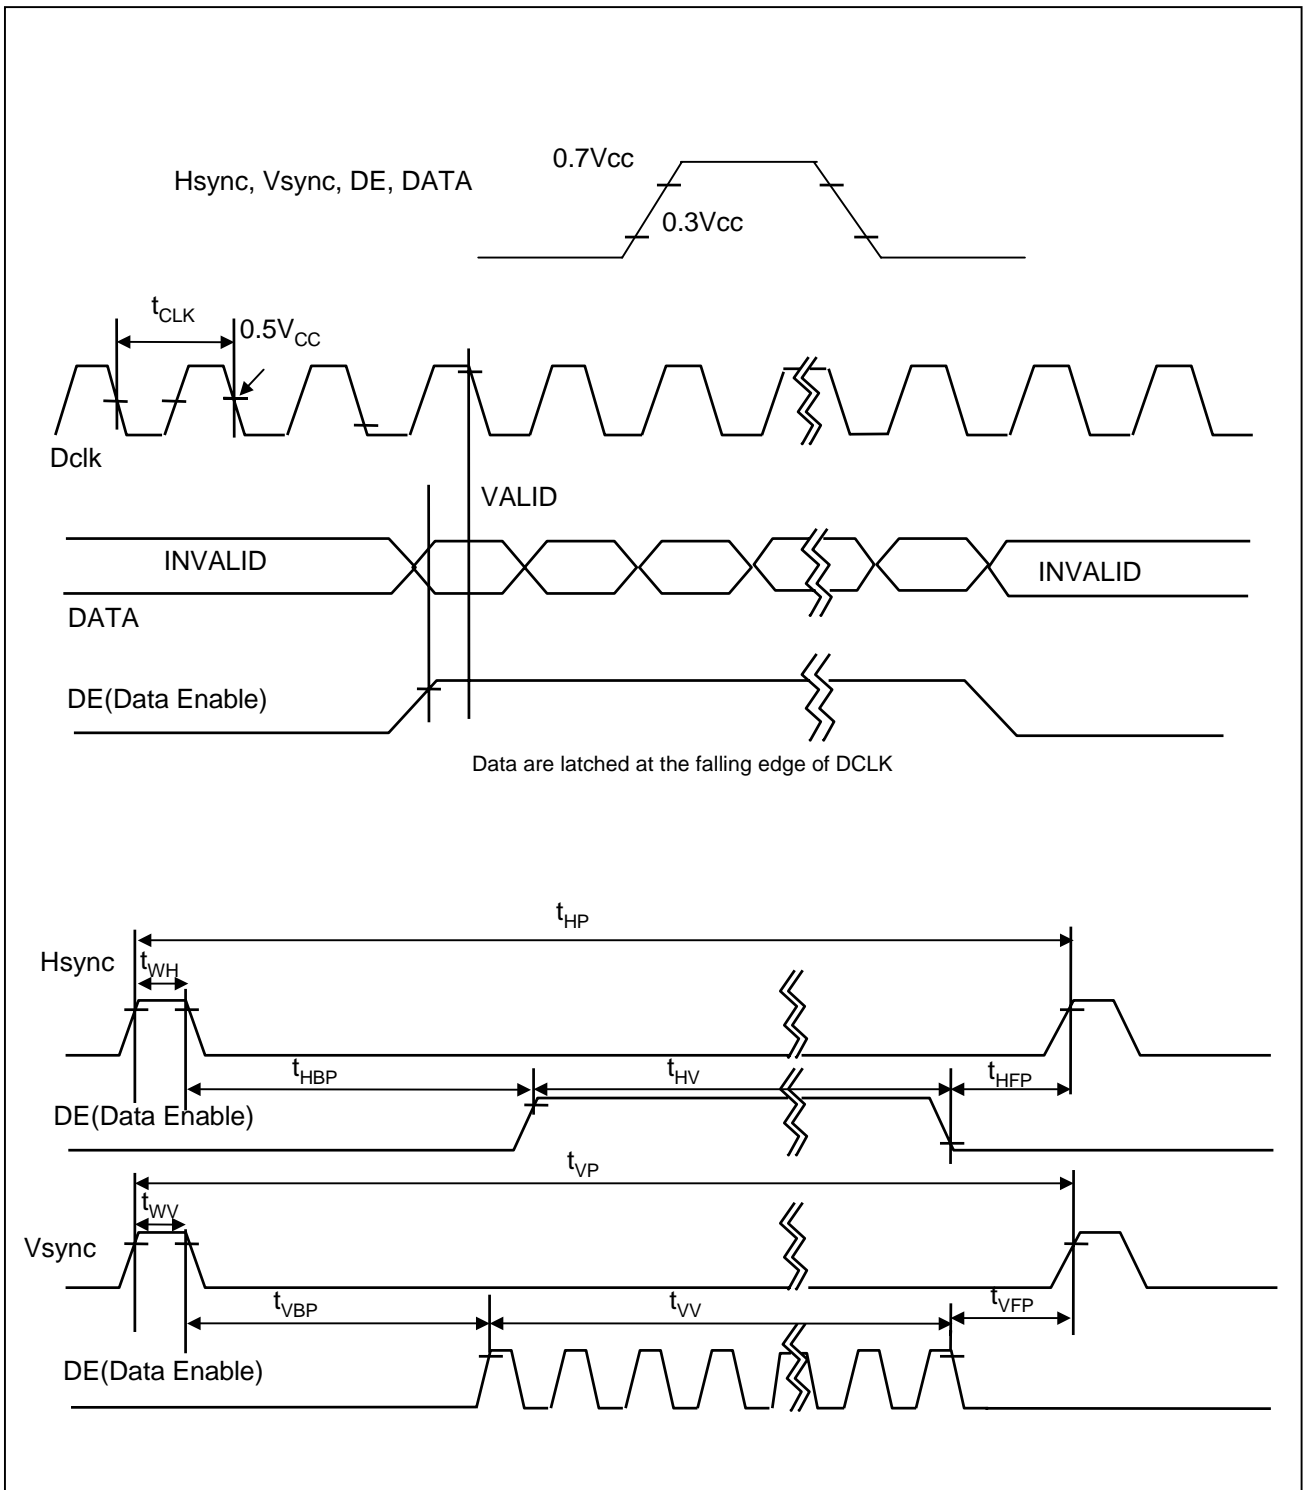 0.7Vcc
Hsync, Vsync, DE, DATA
0.3Vcc
tCLK
0.5VCC
Dclk
VALID
INVALID
INVALID
DATA
DE(Data Enable)
Data are latched at the falling edge of DCLK
tHP
Hsync
tWH
tHBP
tHV
tHFP
DE(Data Enable)
tVP
tWV
Vsync
tVBP
tVV
tVFP
DE(Data Enable)